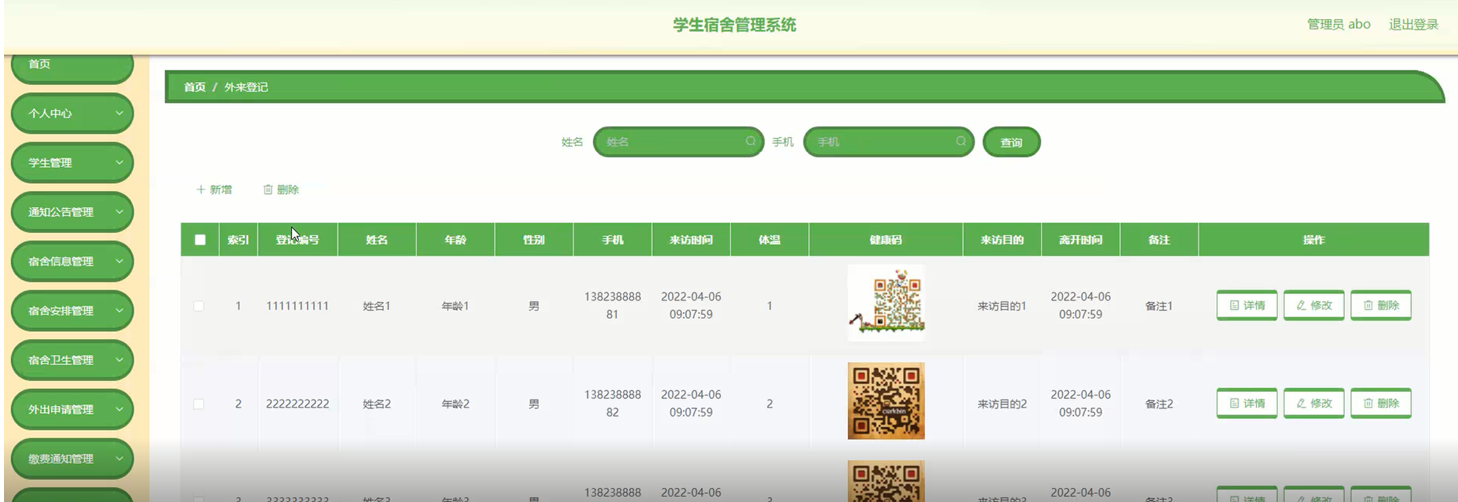 学生宿舍管理系统
管理员 abo 退出登录
首页
个人中心
学生管理
通知公告管理
宿舍信息管理
宿舍安排管理
宿舍卫生管理
外出申请管理
缴费通知管理
首页 / 外来登记
姓名 姓名 手机 手机 查询
+ 新增 删除
索引 登记编号 姓名 年龄 性别 手机 来访时间 体温 健康码 来访目的 离开时间 备注 操作
1 1111111111 姓名1 年龄1 男 138238888 2022-04-06 1 来访目的1 2022-04-06 备注1 详情 修改 删除
81 09:07:59 09:07:59
2 2222222222 姓名2 年龄2 男 138238888 2022-04-06 2 来访目的2 2022-04-06 备注2 详情 修改 删除
82 09:07:59 09:07:59
clorkbin
3 3333333333 姓名3 年龄3 男 138238888 2022-04-06 3 来访目的3 2022-04-06 备注3 详情 修改 删除